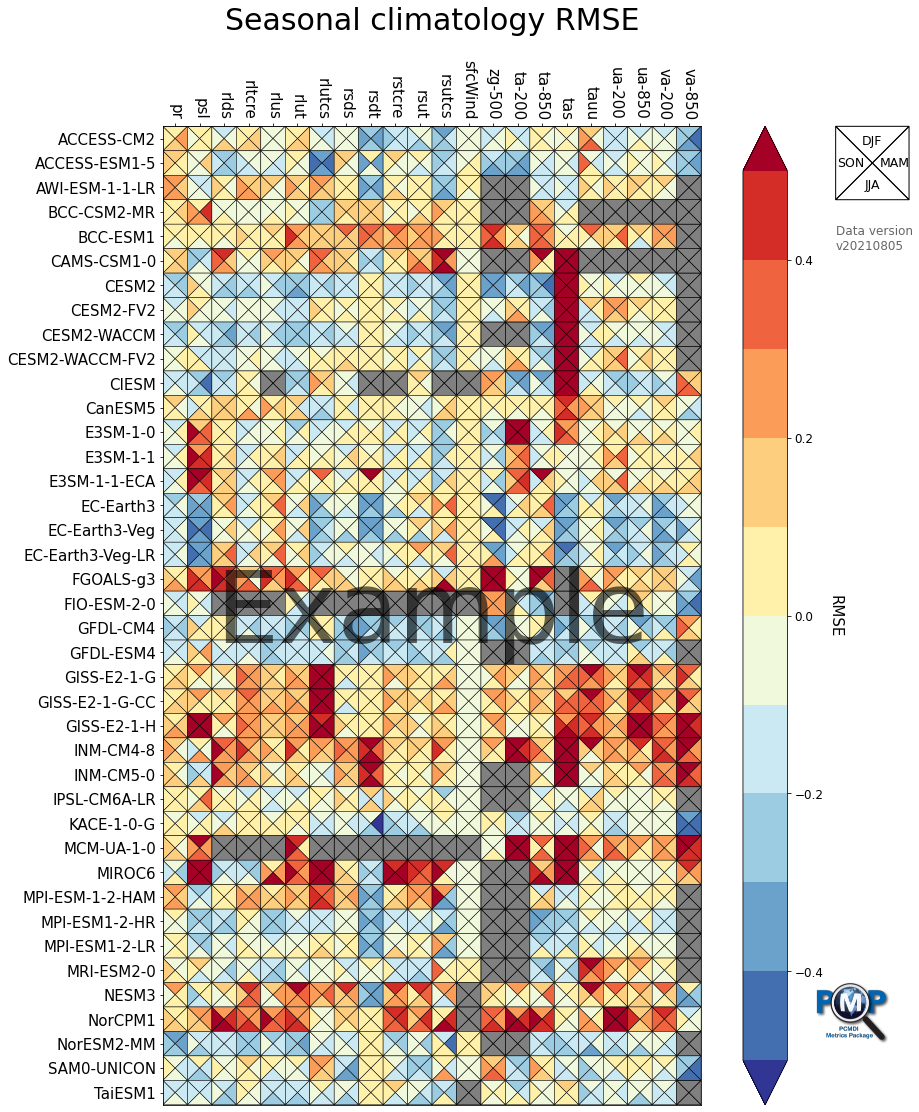 Seasonal climatology RMSE
pr psl rlds rltcre rlus rlut rlutcs rsds rsdt rstcre rsut rsutcs sfcWind zg-500 ta-200 ta-850 tas tauu ua-200 ua-850 va-200 va-850
ACCESS-CM2
ACCESS-ESM1-5
AWI-ESM-1-1-LR
BCC-CSM2-MR
BCC-ESM1
CAMS-CSM1-0
CESM2
CESM2-FV2
CESM2-WACCM
CESM2-WACCM-FV2
CIESM
CanESM5
E3SM-1-0
E3SM-1-1
E3SM-1-1-ECA
EC-Earth3
EC-Earth3-Veg
EC-Earth3-Veg-LR
FGOALS-g3
FIO-ESM-2-0
GFDL-CM4
GFDL-ESM4
GISS-E2-1-G
GISS-E2-1-G-CC
GISS-E2-1-H
INM-CM4-8
INM-CM5-0
IPSL-CM6A-LR
KACE-1-0-G
MCM-UA-1-0
MIROC6
MPI-ESM-1-2-HAM
MPI-ESM1-2-HR
MPI-ESM1-2-LR
MRI-ESM2-0
NESM3
NorCPM1
NorESM2-MM
SAM0-UNICON
TaiESM1
Example
0.4
0.2
0.0
−0.2
−0.4
RMSE
DJF
SON MAM
JJA
Data version
v20210805
PMP
PCMDI
Metrics Package